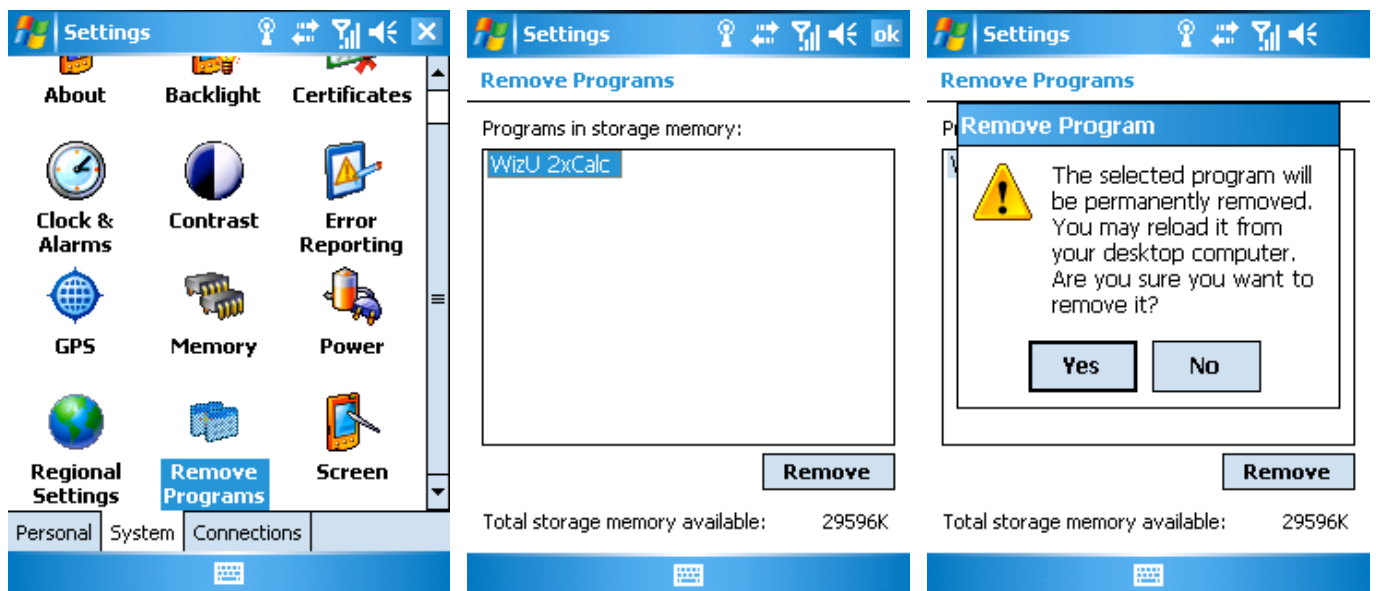 Settings
About Backlight Certificates
Clock & Contrast Error
Alarms Reporting
GPS Memory Power
Regional Remove Screen
Settings Programs
Personal System Connections
Settings ok
Remove Programs
Programs in storage memory:
WizU 2xCalc
Remove
Total storage memory available: 29596K
Settings
Remove Programs
Remove Program
The selected program will
be permanently removed.
You may reload it from
your desktop computer.
Are you sure you want to
remove it?
Yes No
Remove
Total storage memory available: 29596K